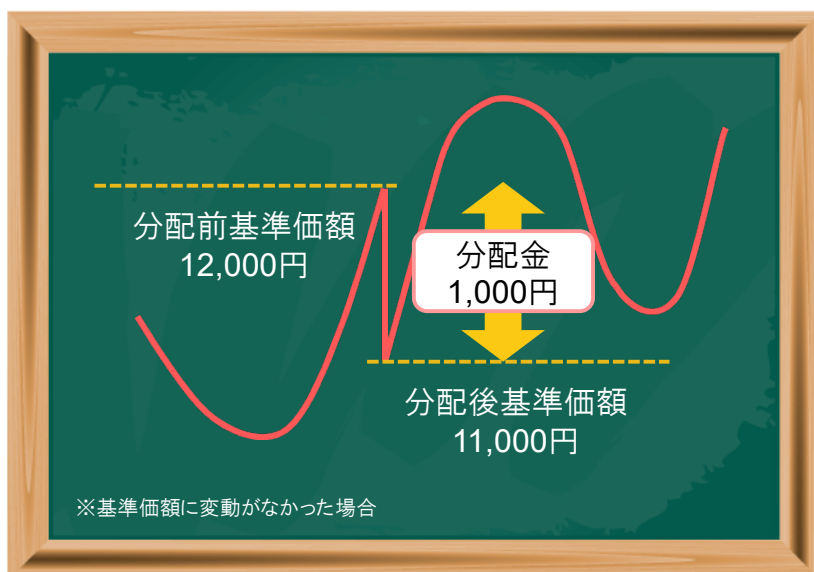 分配前基準価額
12,000円
分配金
1,000円
分配後基準価額
11,000円
※基準価額に変動がなかった場合